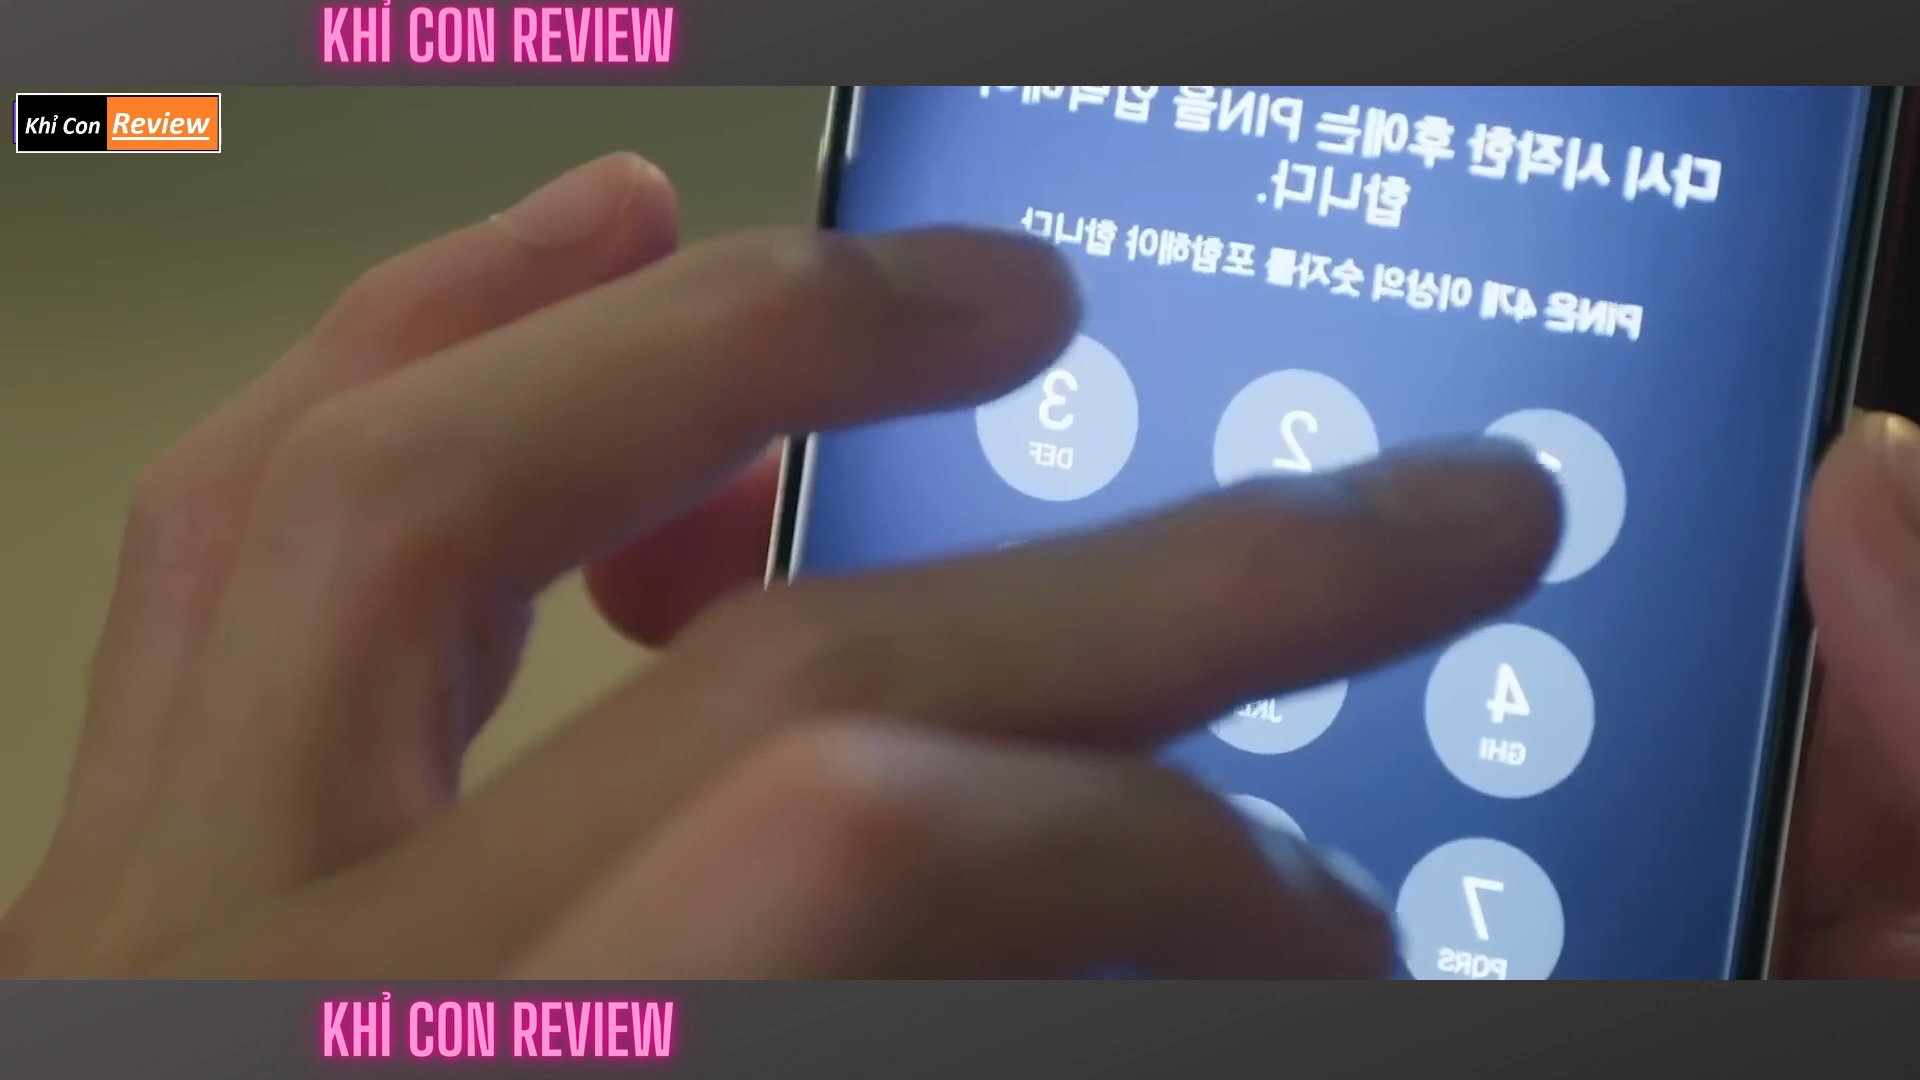 KHỈ CON REVIEW
Khỉ Con Review
다시 시작한 후에는 PIN을 입력해야
합니다.
PIN은 4개 이상의 숫자를 포함해야 합니다
3
DEF
2
4
GHI
7
PQRS
KHỈ CON REVIEW